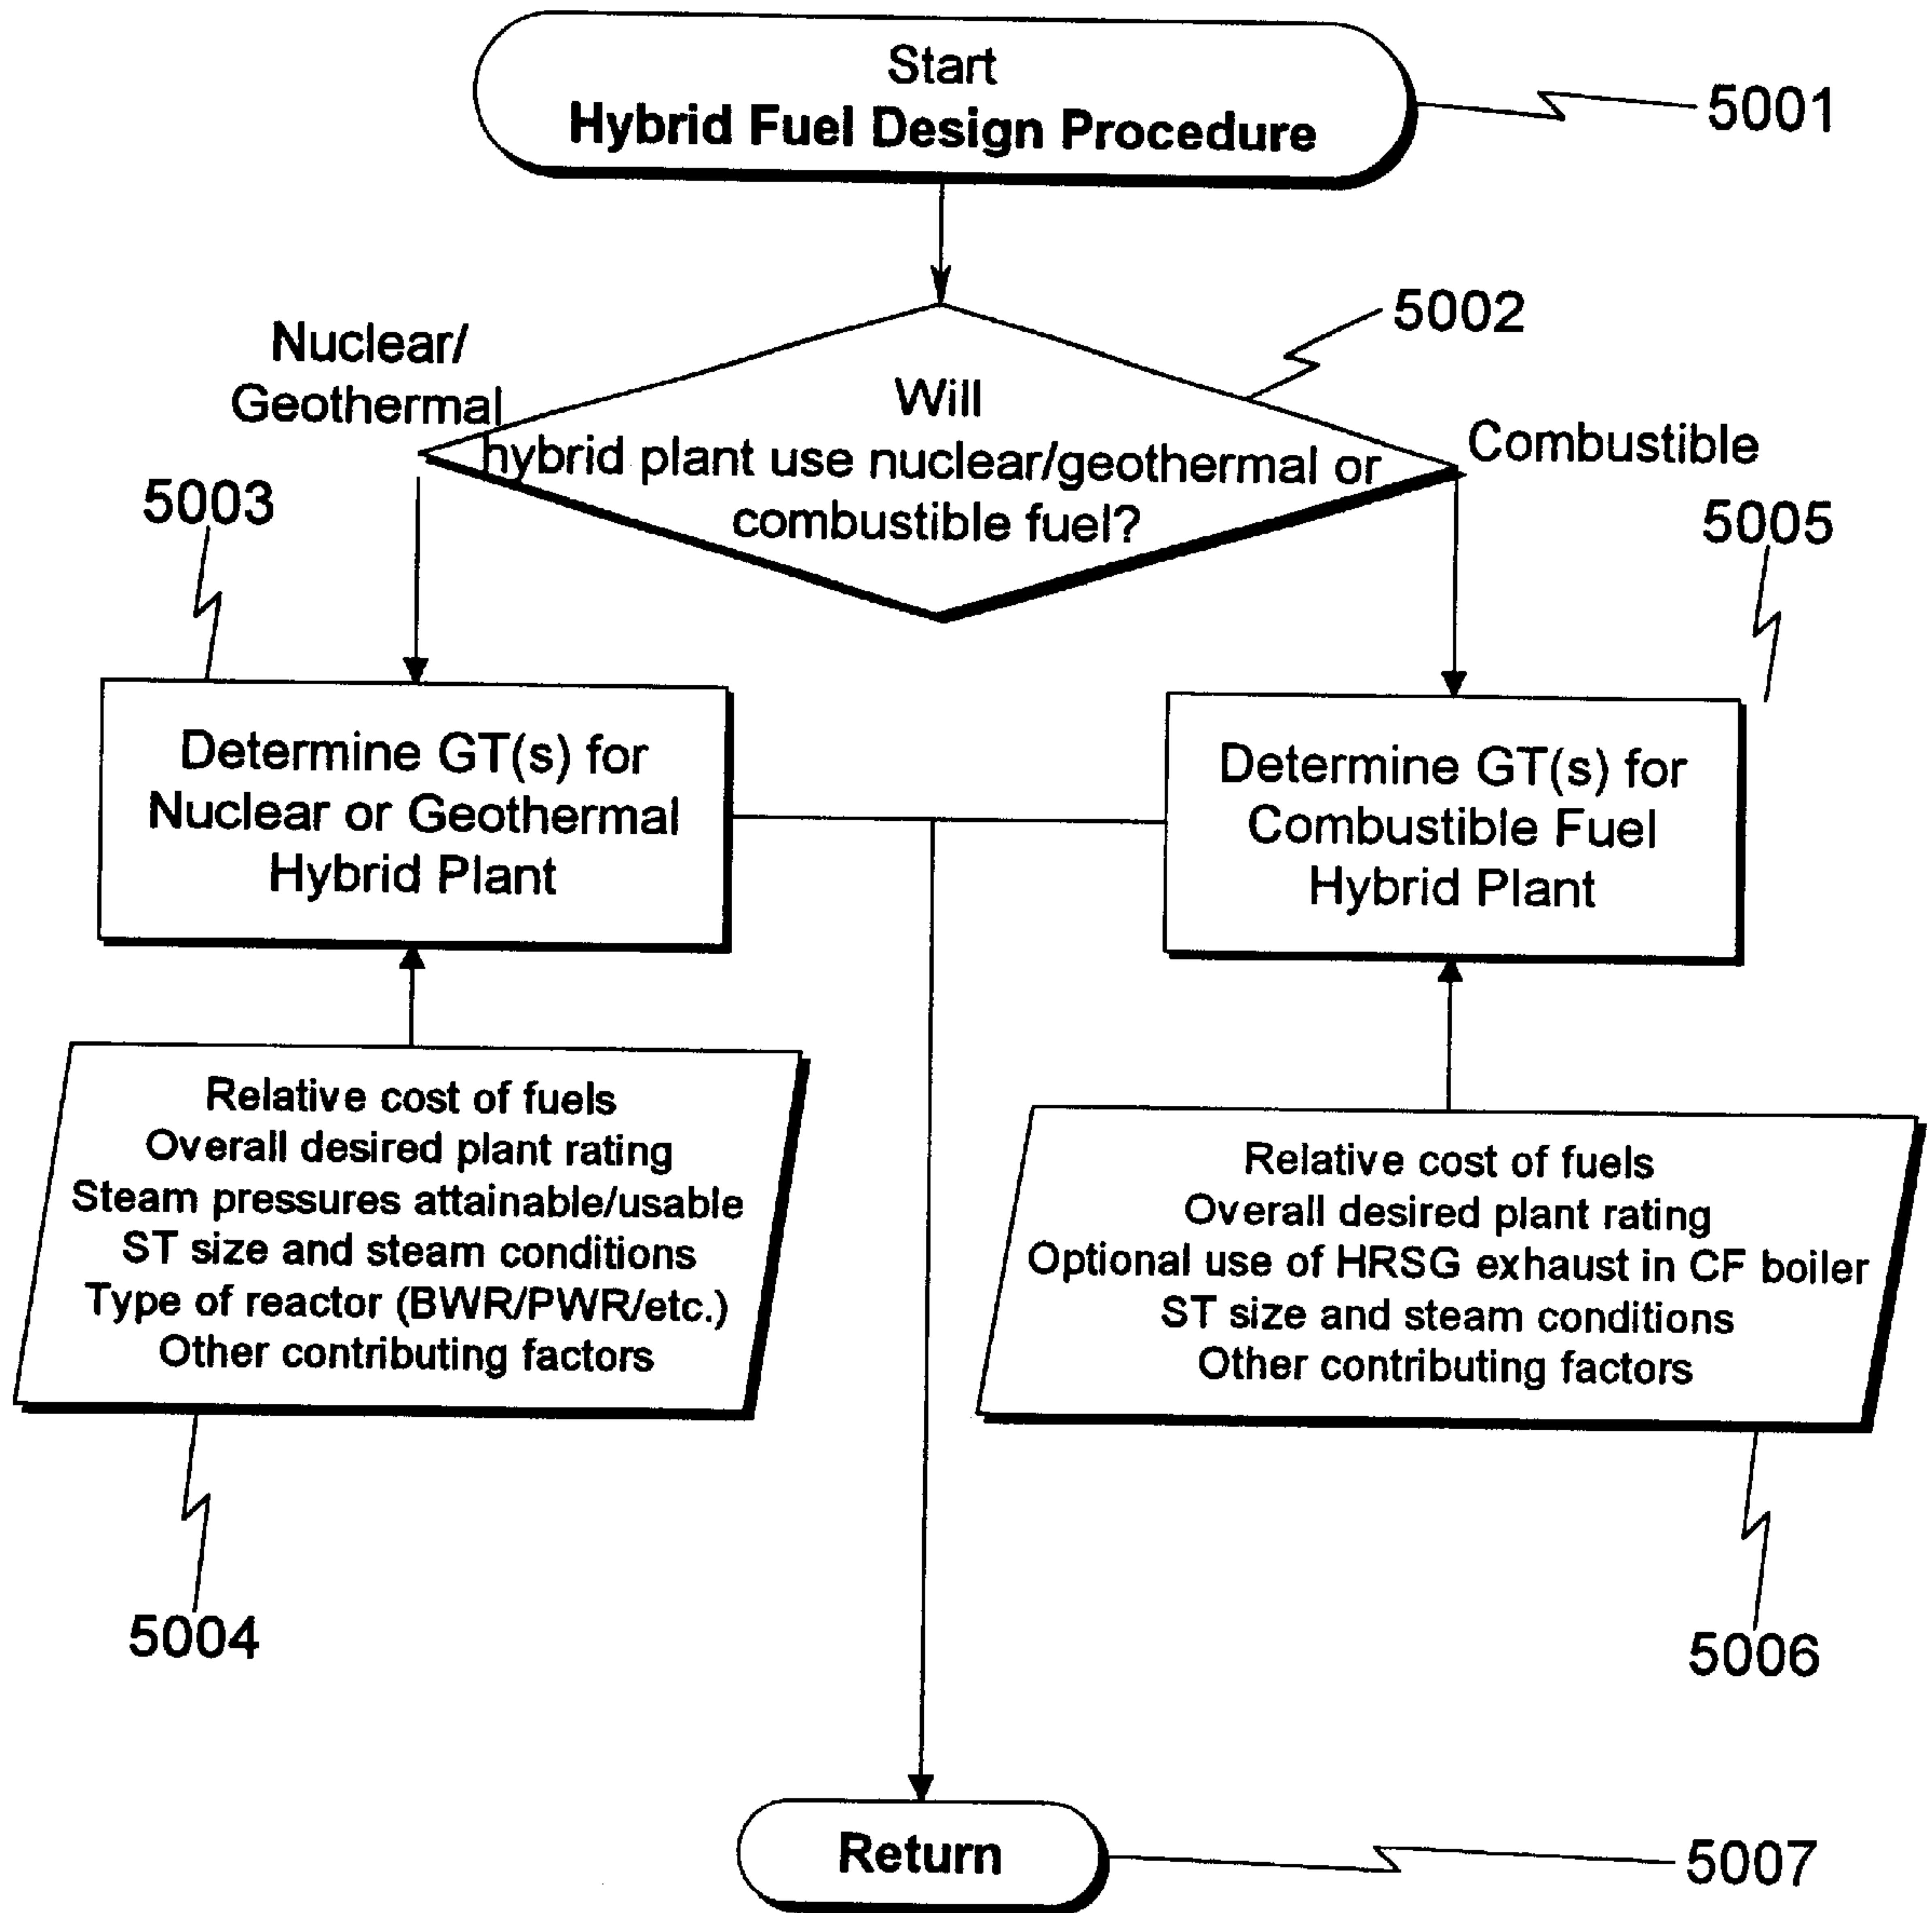 Start
Hybrid Fuel Design Procedure
5001
5002
Nuclear/
Geothermal
Will
hybrid plant use nuclear/geothermal or
combustible fuel?
Combustible
5003
5005
Determine GT(s) for
Nuclear or Geothermal
Hybrid Plant
Determine GT(s) for
Combustible Fuel
Hybrid Plant
Relative cost of fuels
Overall desired plant rating
Steam pressures attainable/usable
ST size and steam conditions
Type of reactor (BWR/PWR/etc.)
Other contributing factors
Relative cost of fuels
Overall desired plant rating
Optional use of HRSG exhaust in CF boiler
ST size and steam conditions
Other contributing factors
5004
5006
Return
5007